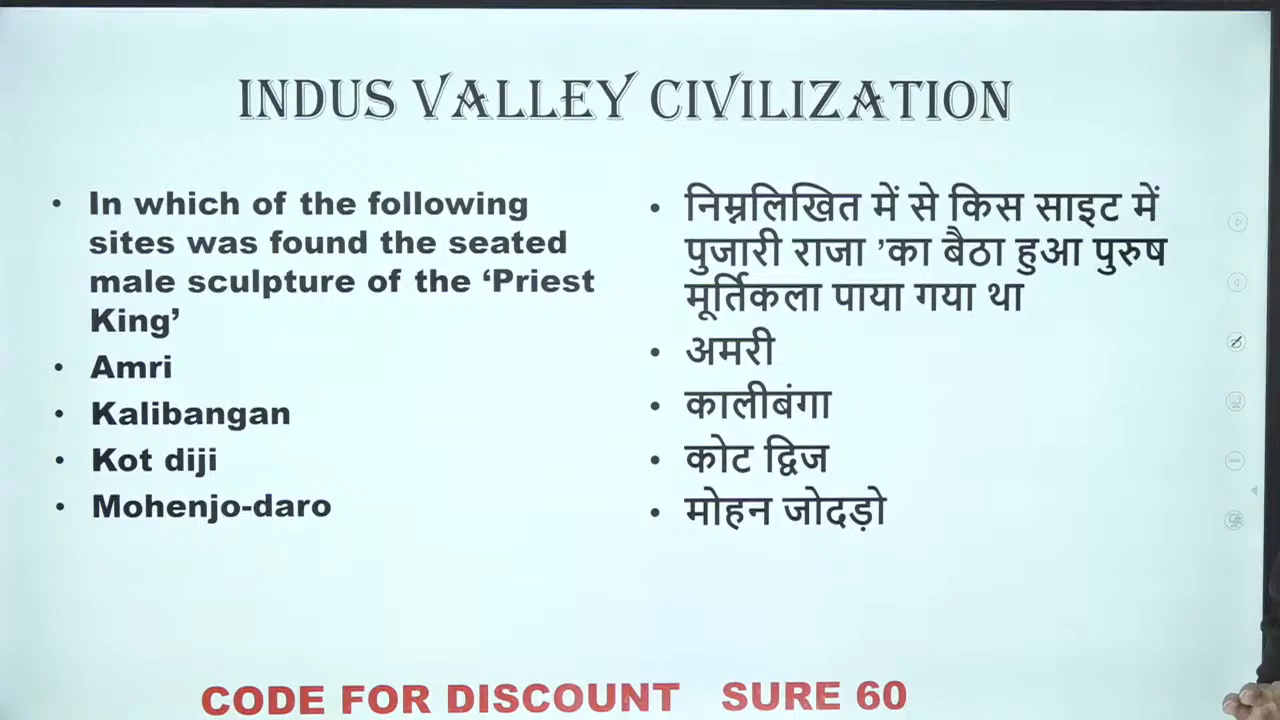 INDUS VALLEY CIVILIZATION
• In which of the following
sites was found the seated
male sculpture of the ‘Priest
King’
• Amri
• Kalibangan
• Kot diji
• Mohenjo-daro
• निम्नलिखित में से किस साइट में
पुजारी राजा ’का बैठा हुआ पुरुष
मूर्तिकला पाया गया था
• अमरी
• कालीबंगा
• कोट द्विज
• मोहन जोदड़ो
CODE FOR DISCOUNT SURE 60